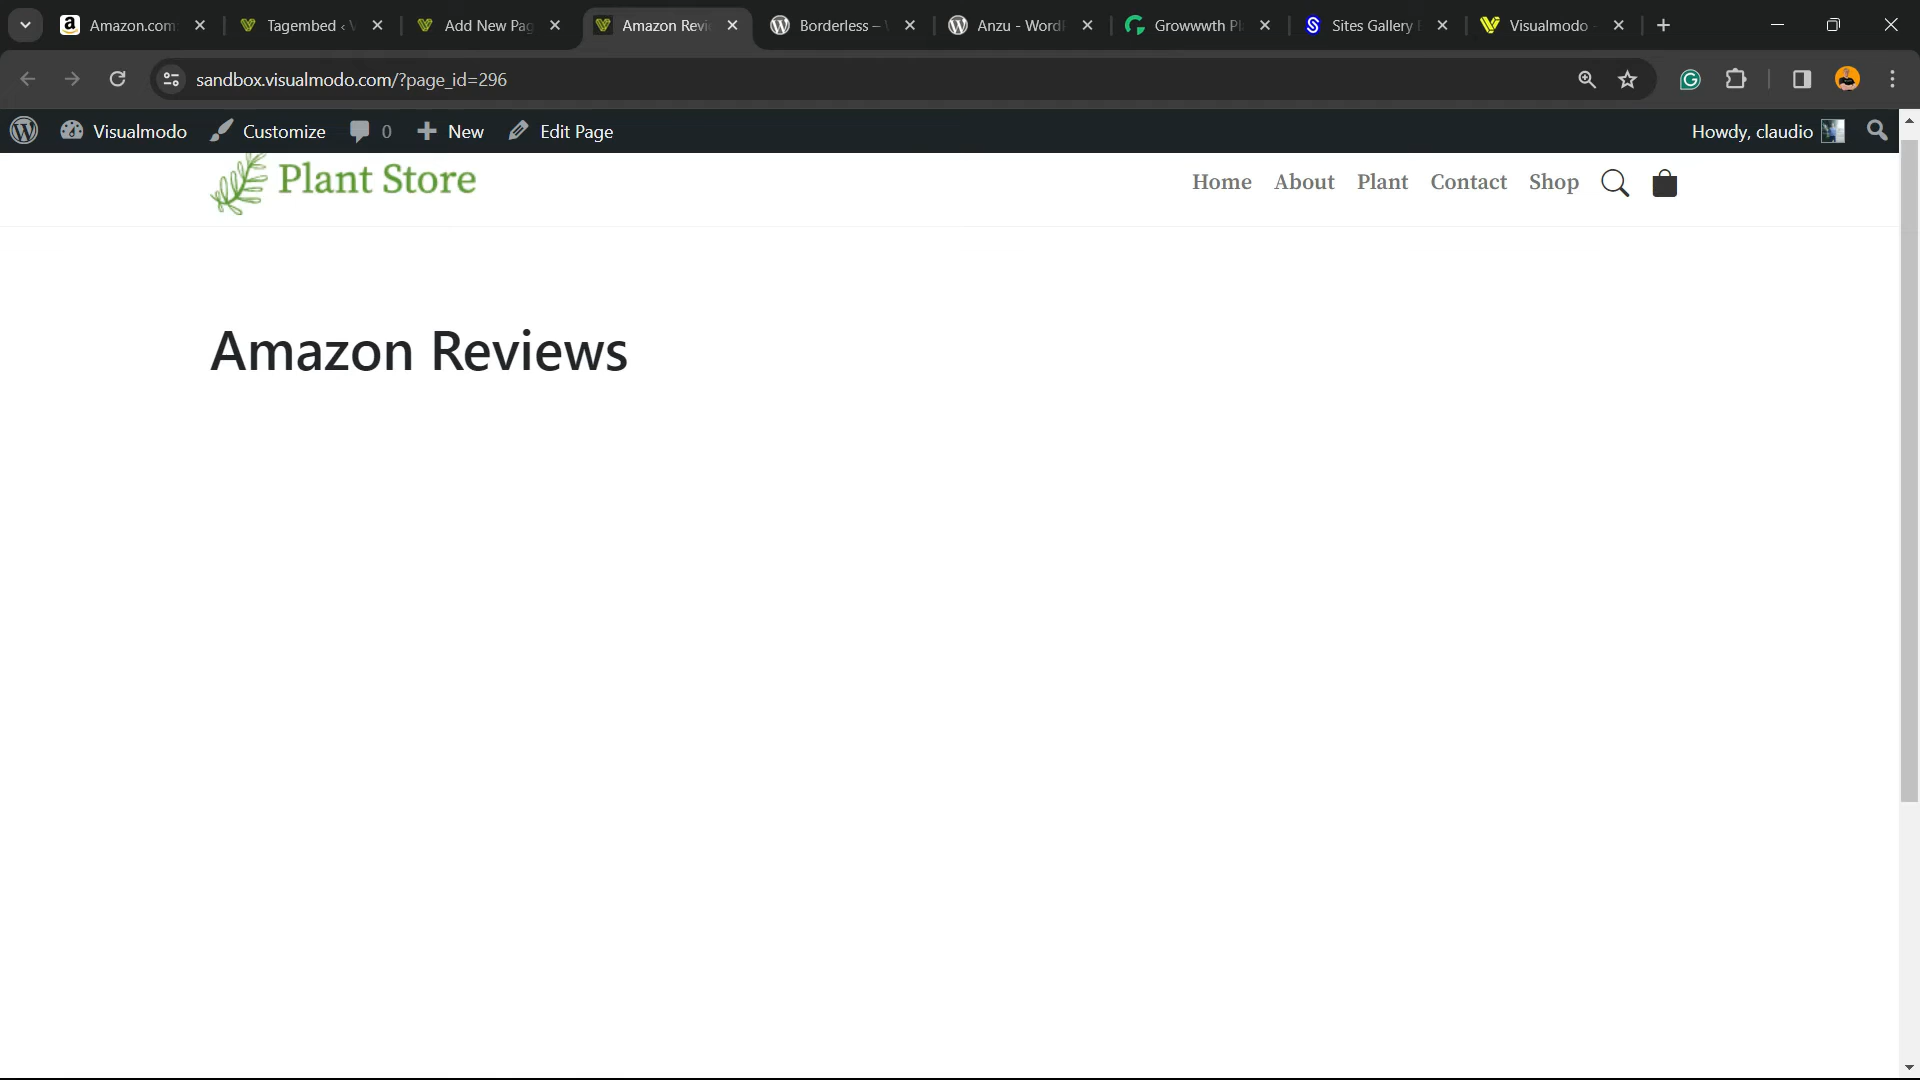 Amazon.com
Tagembed ‹
Add New Pag
Amazon Revi
Borderless –
Anzu - Word
Growwwth Pl
Sites Gallery
Visualmodo -
sandbox.visualmodo.com/?page_id=296
Visualmodo
Customize
0
New
Edit Page
Howdy, claudio
Plant Store
Home
About
Plant
Contact
Shop
Amazon Reviews